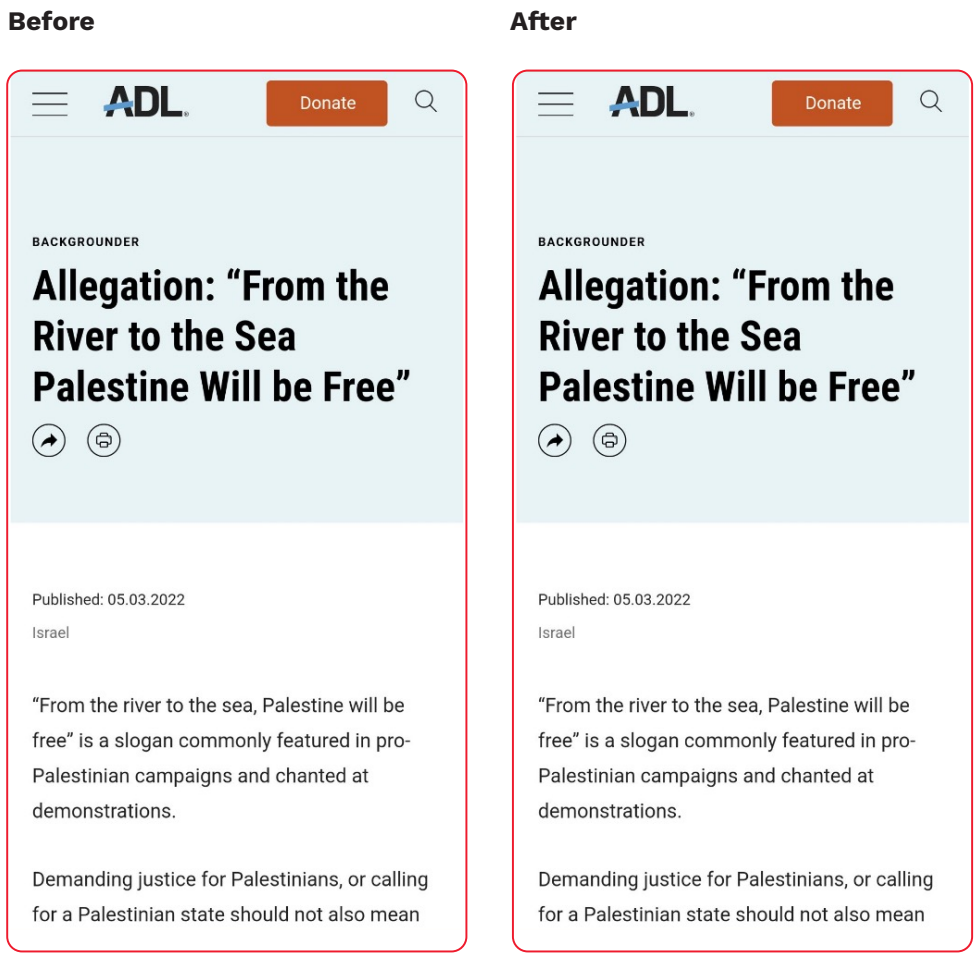 Before
ADL
Donate
BACKGROUNDER
Allegation: “From the
River to the Sea
Palestine Will be Free”
Published: 05.03.2022
Israel
“From the river to the sea, Palestine will be
free” is a slogan commonly featured in pro-
Palestinian campaigns and chanted at
demonstrations.
Demanding justice for Palestinians, or calling
for a Palestinian state should not also mean
After
ADL
Donate
BACKGROUNDER
Allegation: “From the
River to the Sea
Palestine Will be Free”
Published: 05.03.2022
Israel
“From the river to the sea, Palestine will be
free” is a slogan commonly featured in pro-
Palestinian campaigns and chanted at
demonstrations.
Demanding justice for Palestinians, or calling
for a Palestinian state should not also mean